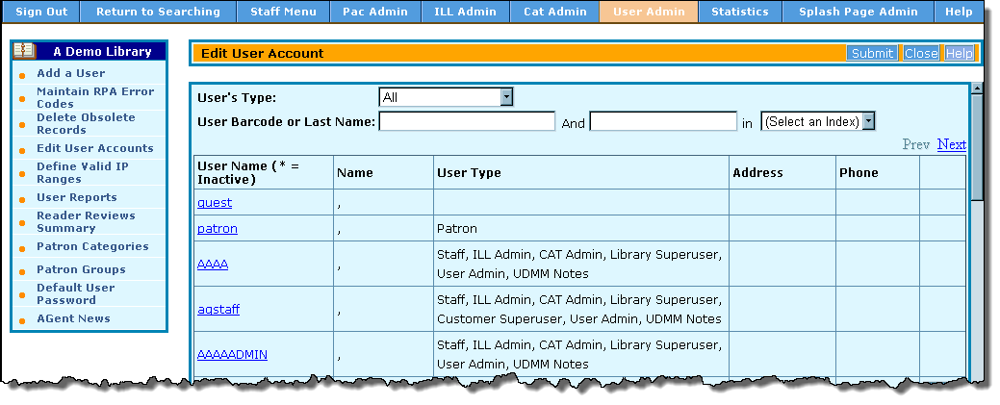 Sign Out Return to Searching Staff Menu Pac Admin ILL Admin Cat Admin User Admin Statistics Splash Page Admin Help
A Demo Library
Add a User
Maintain RPA Error
Codes
Delete Obsolete
Records
Edit User Accounts
Define Valid IP
Ranges
User Reports
Reader Reviews
Summary
Patron Categories
Patron Groups
Default User
Password
AGent News
Edit User Account Submit Close Help
User's Type: All
User Barcode or Last Name: And in (Select an Index)
Prev Next
User Name (* =
Inactive) Name User Type Address Phone
guest ,
patron , Patron
AAAA , Staff, ILL Admin, CAT Admin, Library Superuser,
User Admin, UDMM Notes
agstaff , Staff, ILL Admin, CAT Admin, Library Superuser,
Customer Superuser, User Admin, UDMM Notes
AAAAADMIN , Staff, ILL Admin, CAT Admin, Library Superuser,
User Admin, UDMM Notes